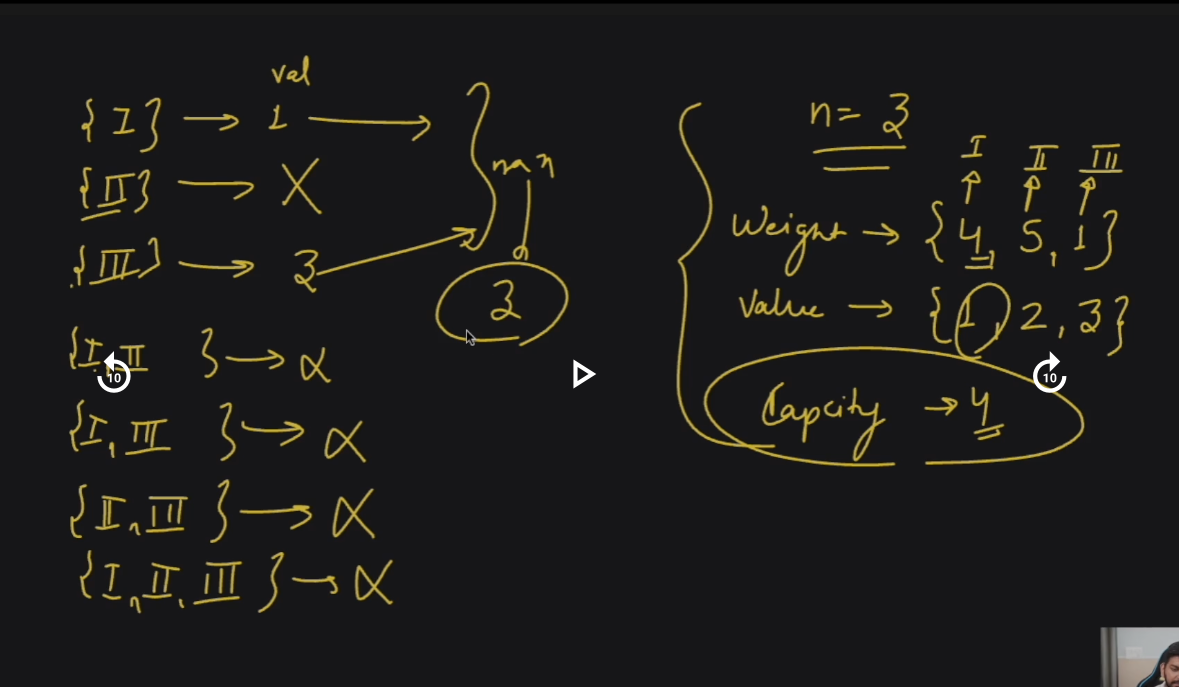 val
{I} → 1 →
{II} → X
{III} → 3 →
max
3
{I, II } → X
{I, III } → X
{II, III } → X
{I, II, III } → X
n= 3
I II III
Weight → {4, 5, 1}
Value → {1, 2, 3}
Capcity → 4
10
10